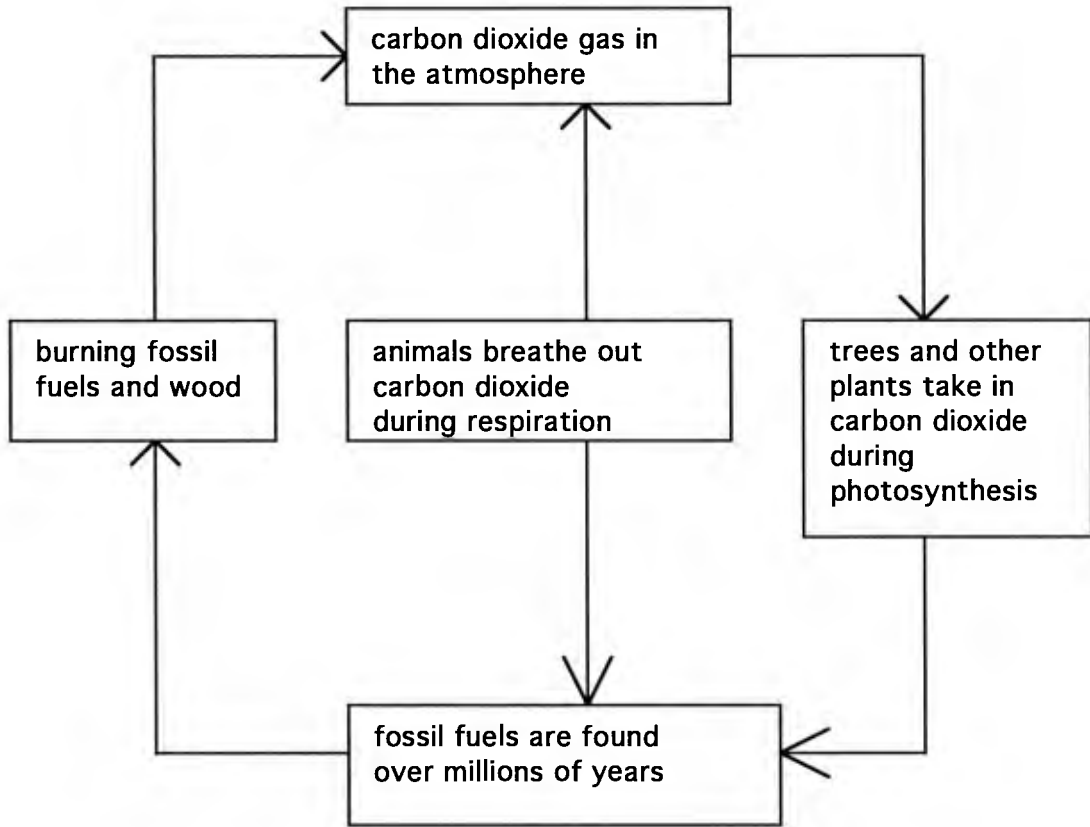 carbon dioxide gas in
the atmosphere
burning fossil
fuels and wood
animals breathe out
carbon dioxide
during respiration
trees and other
plants take in
carbon dioxide
during
photosynthesis
fossil fuels are found
over millions of years